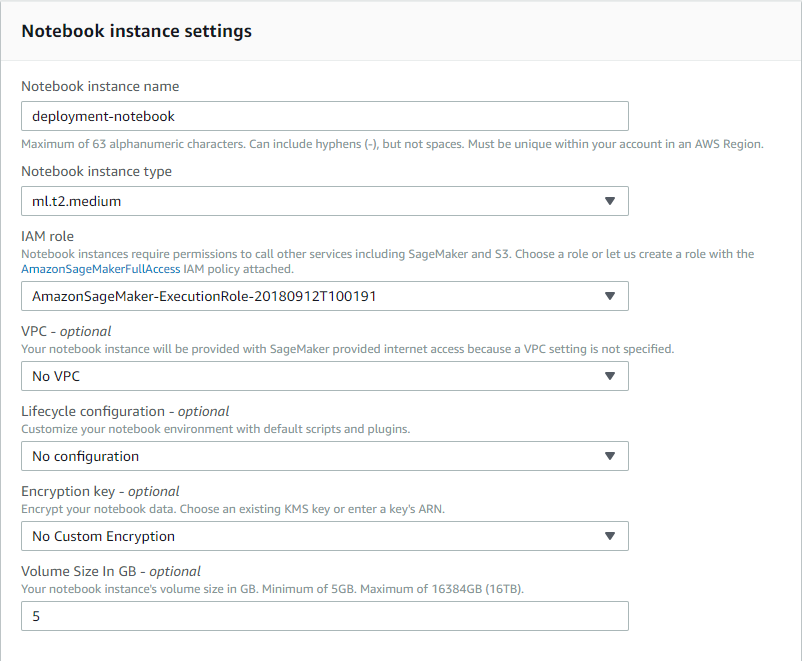 Notebook instance settings
Notebook instance name
deployment-notebook
Maximum of 63 alphanumeric characters. Can include hyphens (-), but not spaces. Must be unique within your account in an AWS Region.
Notebook instance type
ml.t2.medium
IAM role
Notebook instances require permissions to call other services including SageMaker and S3. Choose a role or let us create a role with the
AmazonSageMakerFullAccess IAM policy attached.
AmazonSageMaker-ExecutionRole-20180912T100191
VPC - optional
Your notebook instance will be provided with SageMaker provided internet access because a VPC setting is not specified.
No VPC
Lifecycle configuration - optional
Customize your notebook environment with default scripts and plugins.
No configuration
Encryption key - optional
Encrypt your notebook data. Choose an existing KMS key or enter a key's ARN.
No Custom Encryption
Volume Size In GB - optional
Your notebook instance's volume size in GB. Minimum of 5GB. Maximum of 16384GB (16TB).
5